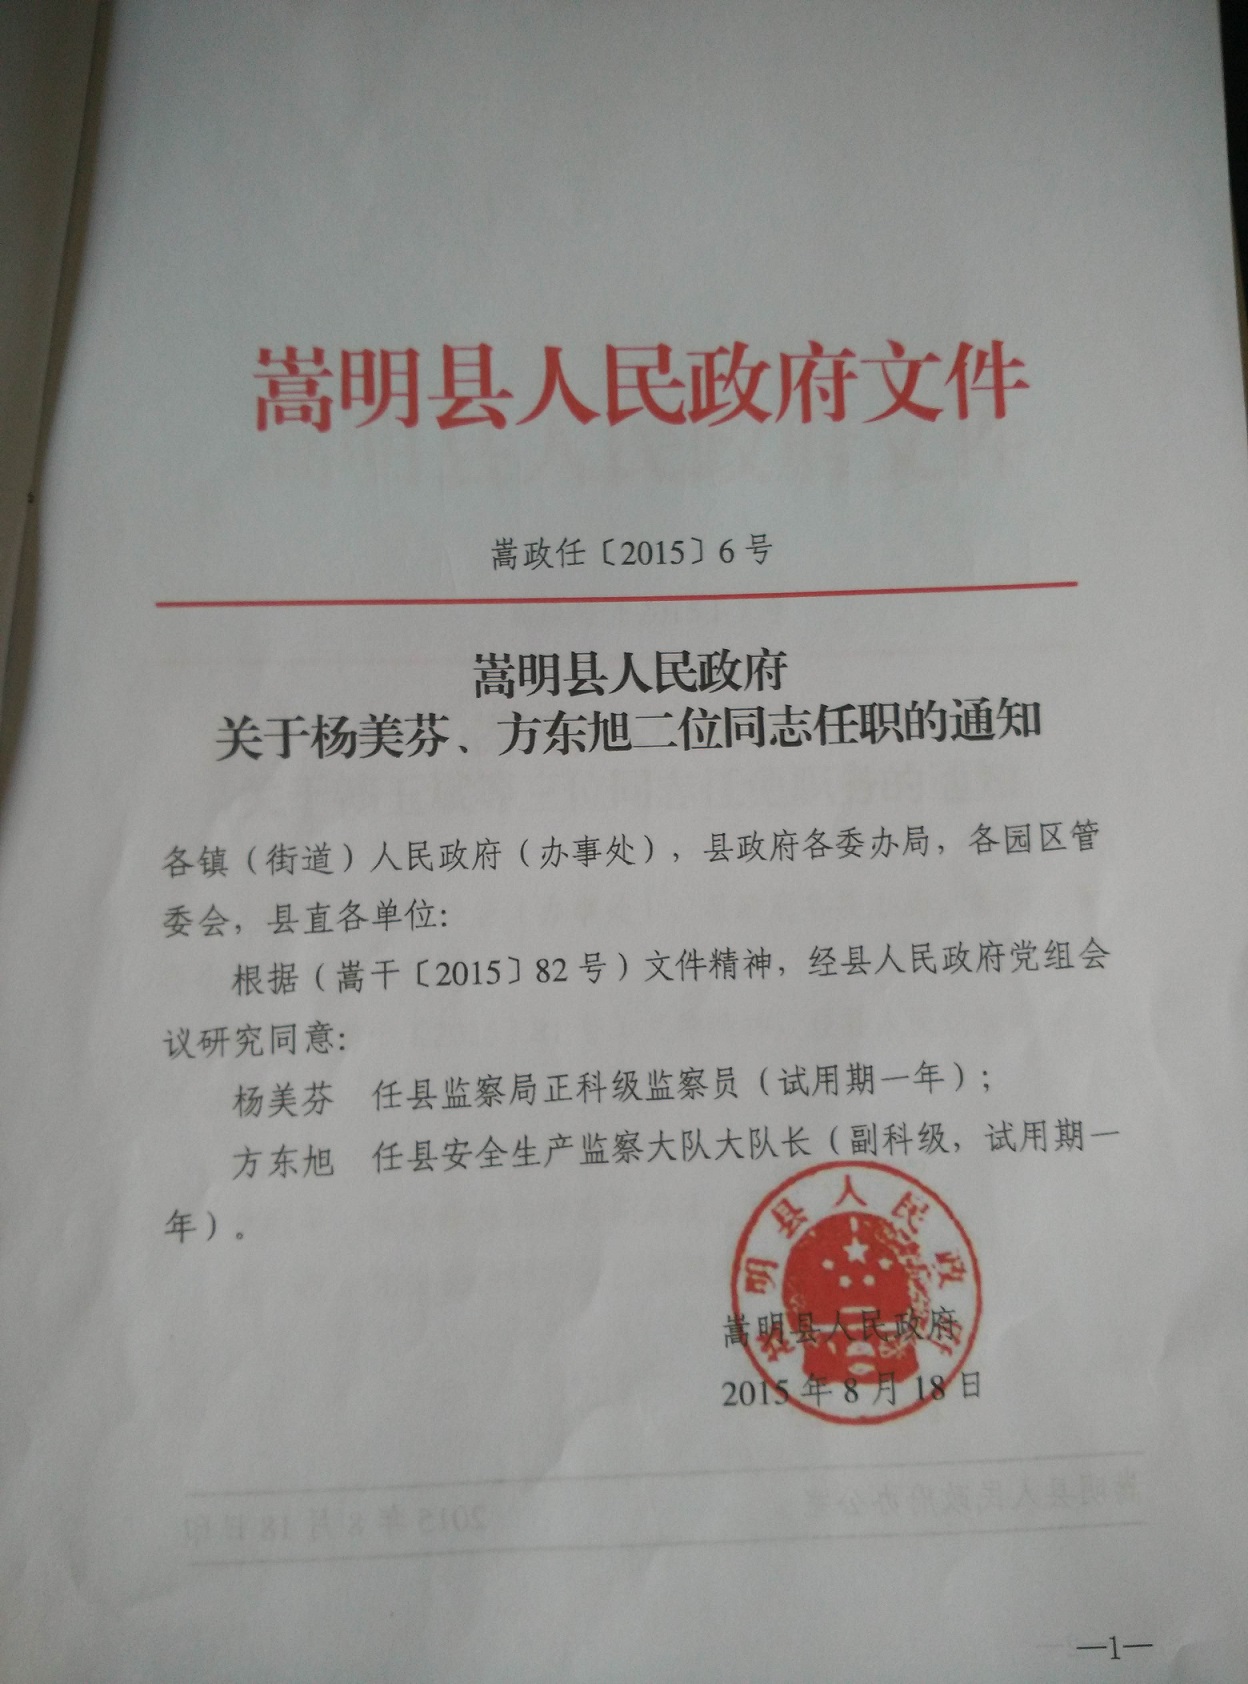 嵩明县人民政府文件
嵩政任〔2015〕6号
嵩明县人民政府
关于杨美芬、方东旭二位同志任职的通知
各镇（街道）人民政府（办事处），县政府各委办局，各园区管
委会，县直各单位：
根据（嵩干〔2015〕82号）文件精神，经县人民政府党组会
议研究同意：
杨美芬 任县监察局正科级监察员（试用期一年）；
方东旭 任县安全生产监察大队大队长（副科级，试用期一
年）。
嵩明县人民政府
嵩明县人民政府
2015年8月18日
—1—